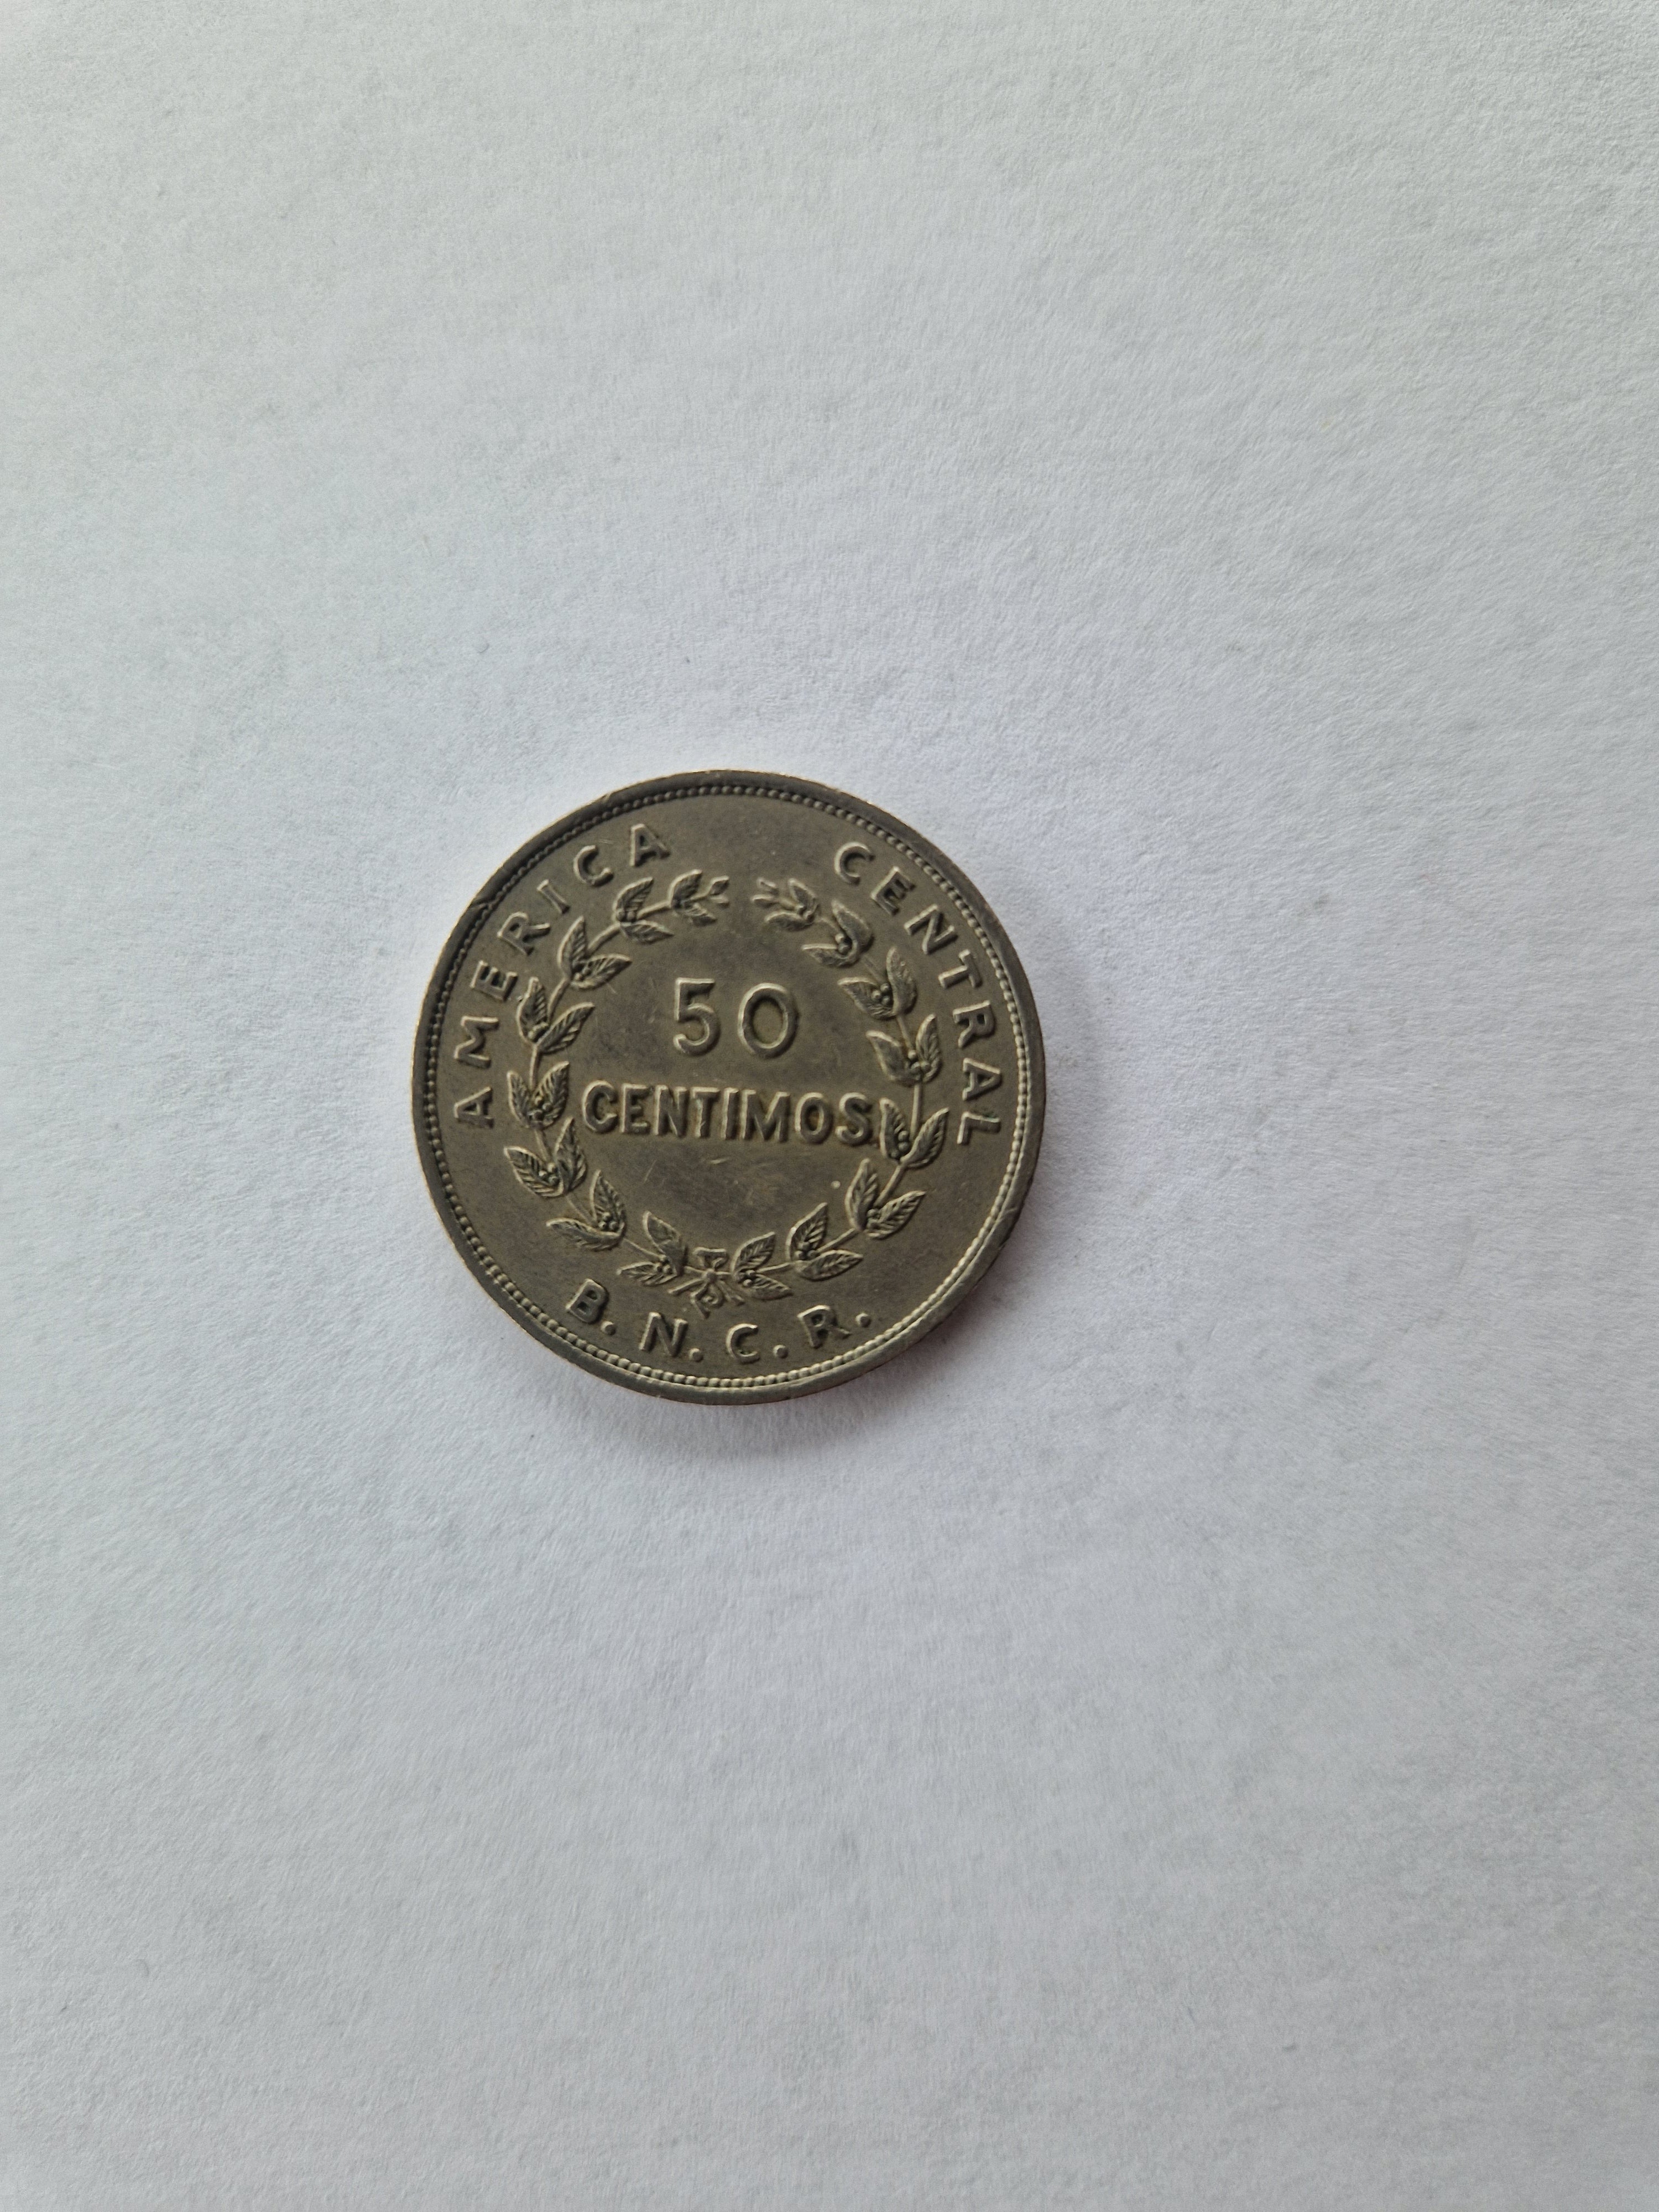 AMERICA CENTRAL
50
CENTIMOS
B. N. C. R.